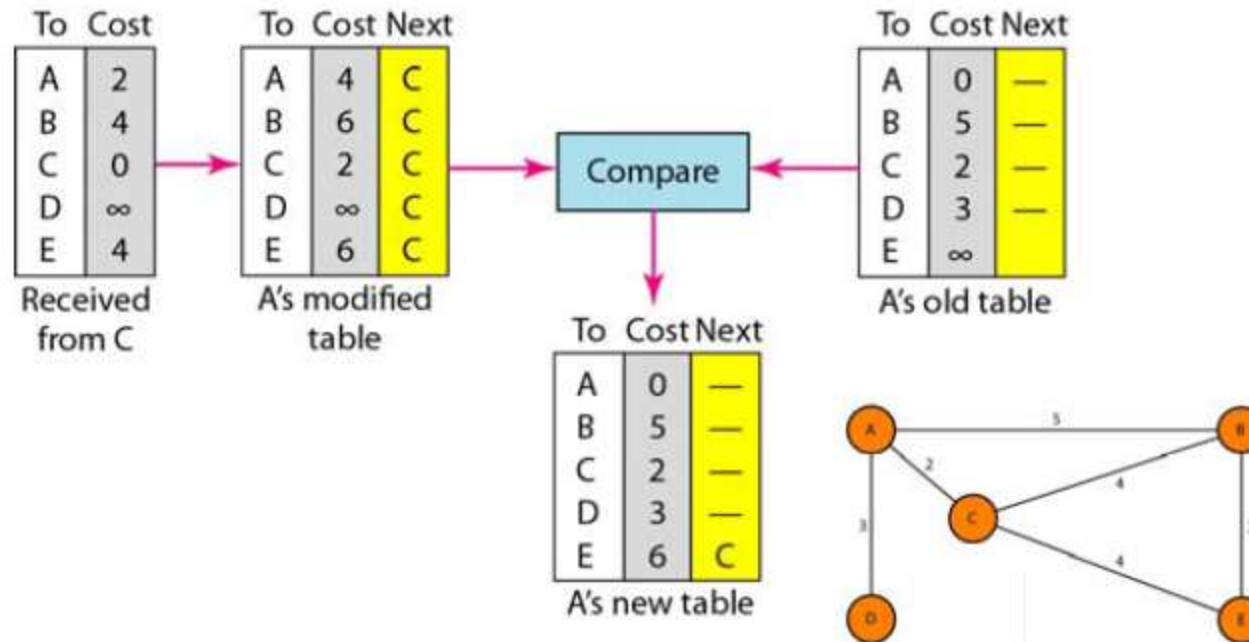 To Cost
A 2
B 4
C 0
D ∞
E 4
Received
from C
To Cost Next
A 4 C
B 6 C
C 2 C
D ∞ C
E 6 C
A's modified
table
Compare
To Cost Next
A 0 —
B 5 —
C 2 —
D 3 —
E ∞
A's old table
To Cost Next
A 0 —
B 5 —
C 2 —
D 3 —
E 6 C
A's new table
A 5 B
2
4
C
3
4
D E